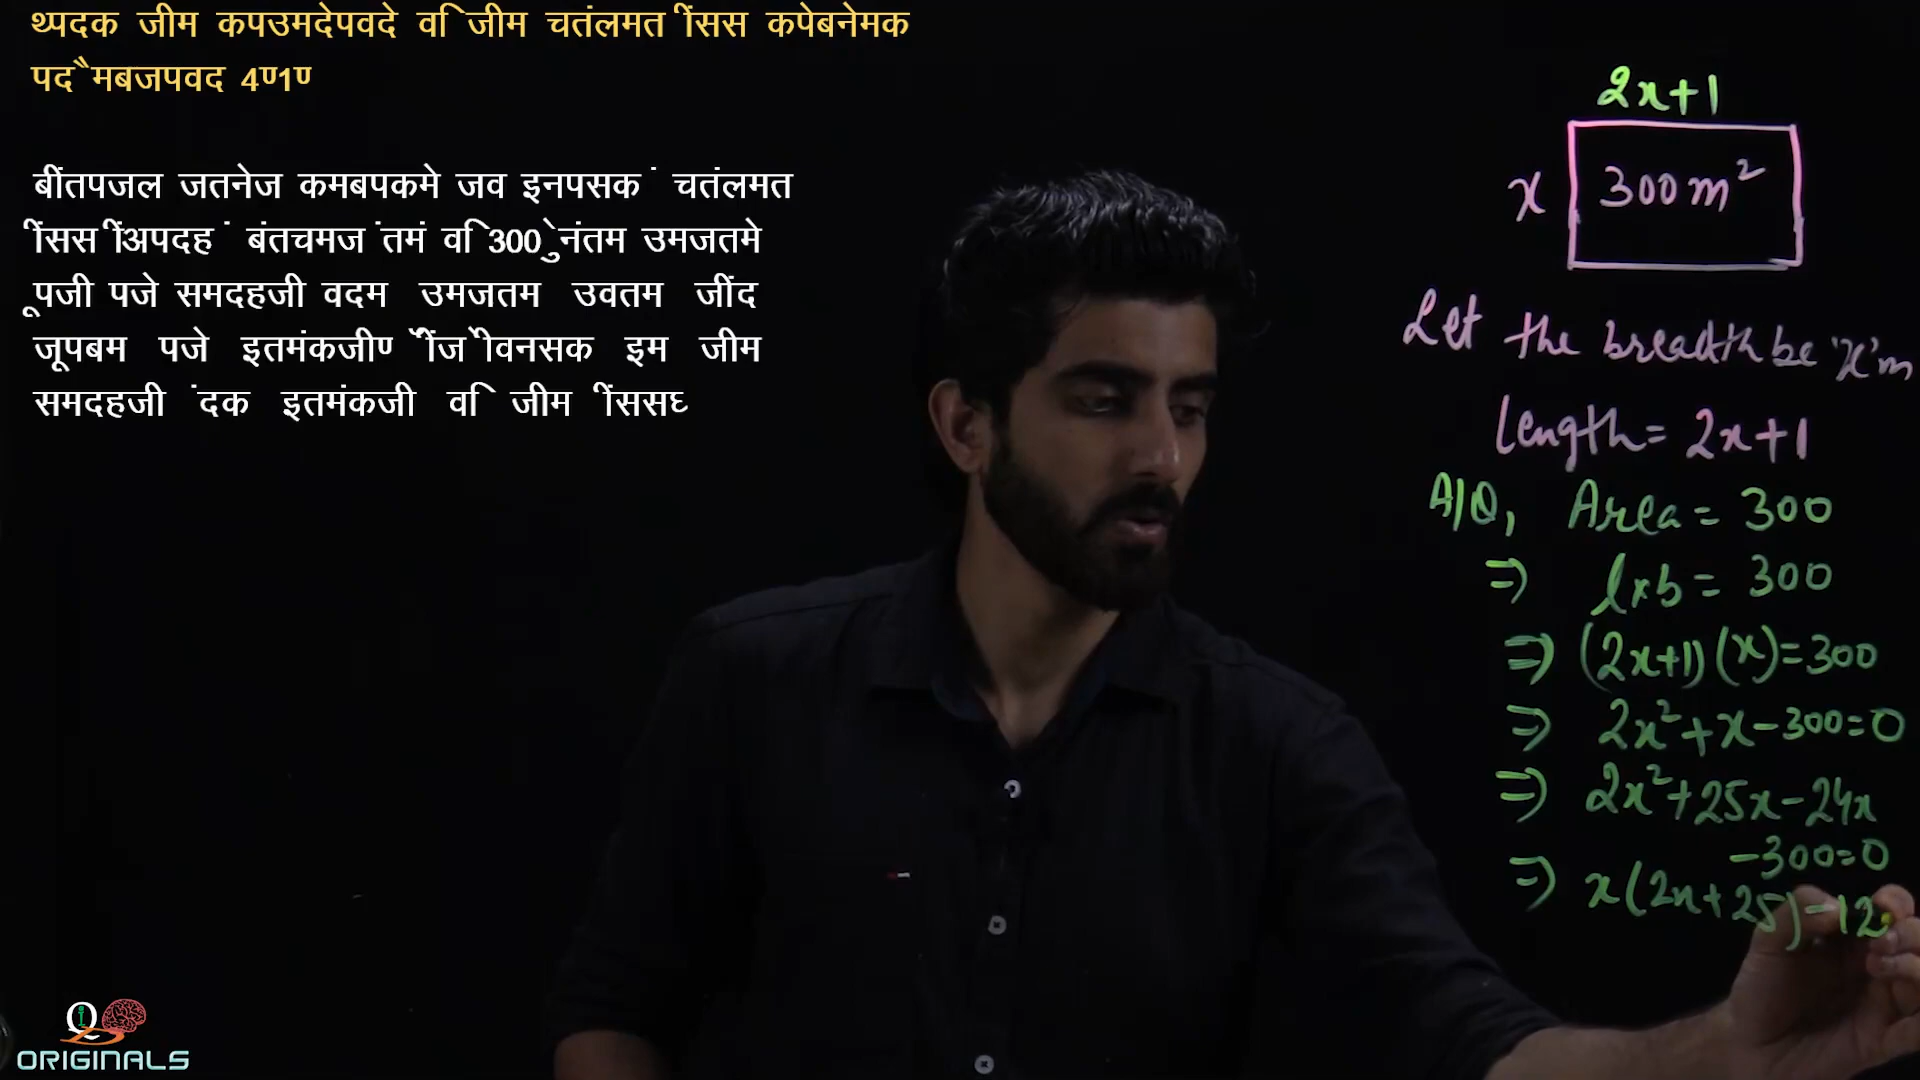 थ्पदक जीम कपउमदेपवदे व िजीम चतंलमत ींसस कपेबनेमक
पद ैमबजपवद 4ण1ण
बींतपजल जतनेज कमबपकमे जव इनपसक ं चतंलमत
ींसस ींअपदह ं बंतचमज ंतमं व ि300 ेुनंतम उमजतमे
ूपजी पजे समदहजी वदम उमजतम उवतम जींद
जूपबम पजे इतमंकजीण ॅींज ेीवनसक इम जीम
समदहजी ंदक इतमंकजी व ि जीम ींससघ्
2x+1
x 300 m²
Let the breadth be 'x' m
length = 2x+1
A/Q, Area = 300
⇒ l×b = 300
⇒ (2x+1)(x)=300
⇒ 2x²+x-300=0
⇒ 2x²+25x-24x
-300=0
⇒ x(2x+25)-12
Q
ORIGINALS